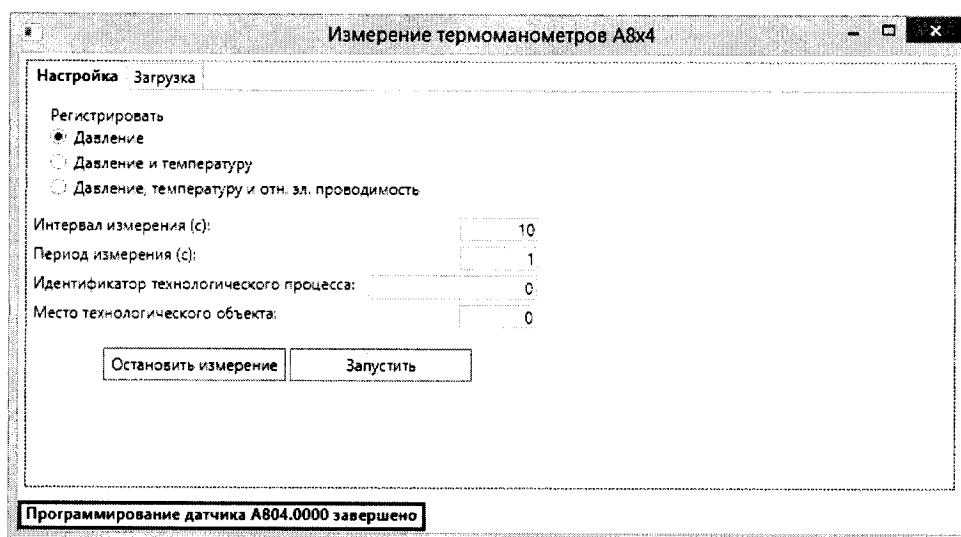 Измерение термоманометров А8х4
Настройка Загрузка
Регистрировать
Давление
Давление и температуру
Давление, температуру и отн. эл. проводимость
Интервал измерения (с): 10
Период измерения (с): 1
Идентификатор технологического процесса: 0
Место технологического объекта: 0
Остановить измерение Запустить
Программирование датчика А804.0000 завершено